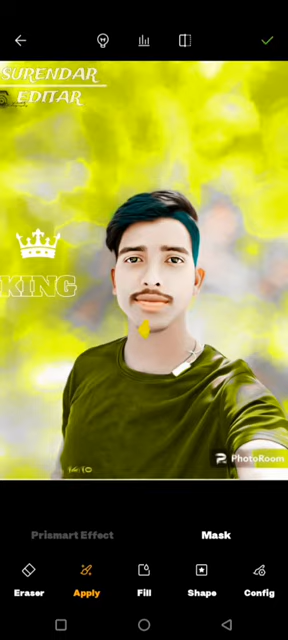 SURENDAR
EDITAR
KING
PhotoRoom
Prismart Effect
Mask
Eraser
Apply
Fill
Shape
Config